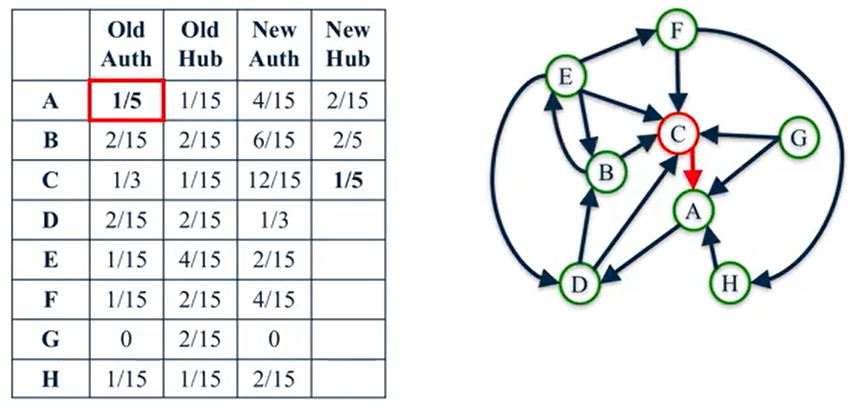 Old Auth Old Hub New Auth New Hub
A 1/5 1/15 4/15 2/15
B 2/15 2/15 6/15 2/5
C 1/3 1/15 12/15 1/5
D 2/15 2/15 1/3
E 1/15 4/15 2/15
F 1/15 2/15 4/15
G 0 2/15 0
H 1/15 1/15 2/15
F
E
C
G
B
A
D
H